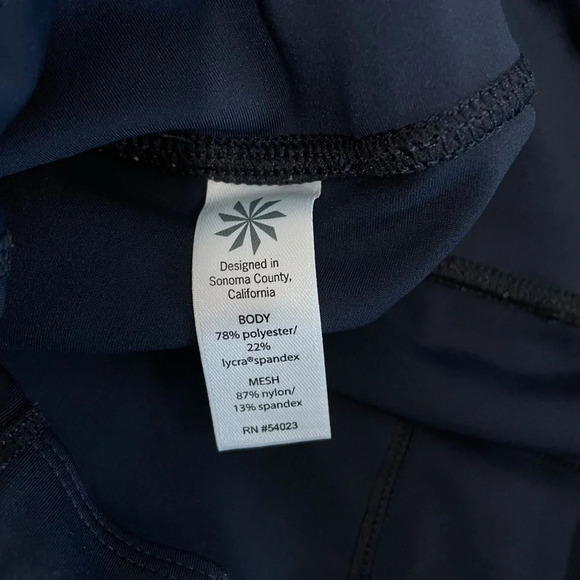 Designed in
Sonoma County,
California
BODY
78% polyester/
22%
lycra®spandex
MESH
87% nylon/
13% spandex
RN #54023